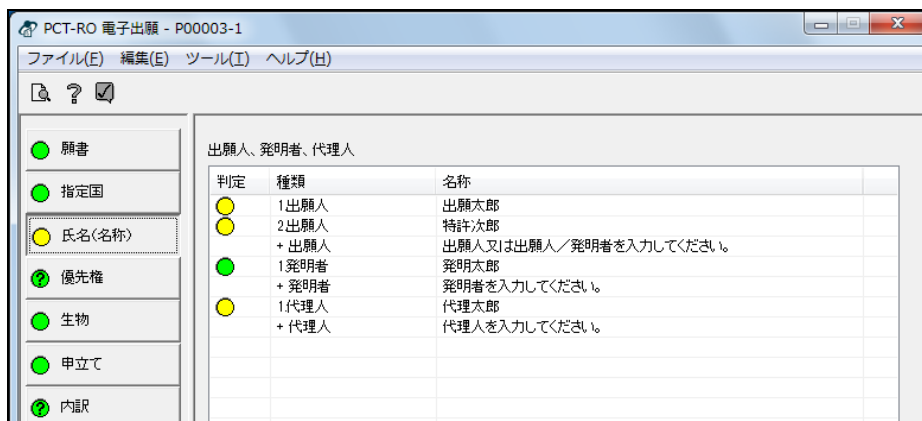 PCT-RO 電子出願 - P00003-1
ファイル(F) 編集(E) ツール(T) ヘルプ(H)
願書
指定国
氏名(名称)
優先権
生物
申立て
内訳
出願人、発明者、代理人
判定 種類 名称
1出願人 出願太郎
2出願人 特許次郎
+ 出願人 出願人又は出願人/発明者を入力してください。
1発明者 発明太郎
+ 発明者 発明者を入力してください。
1代理人 代理太郎
+ 代理人 代理人を入力してください。